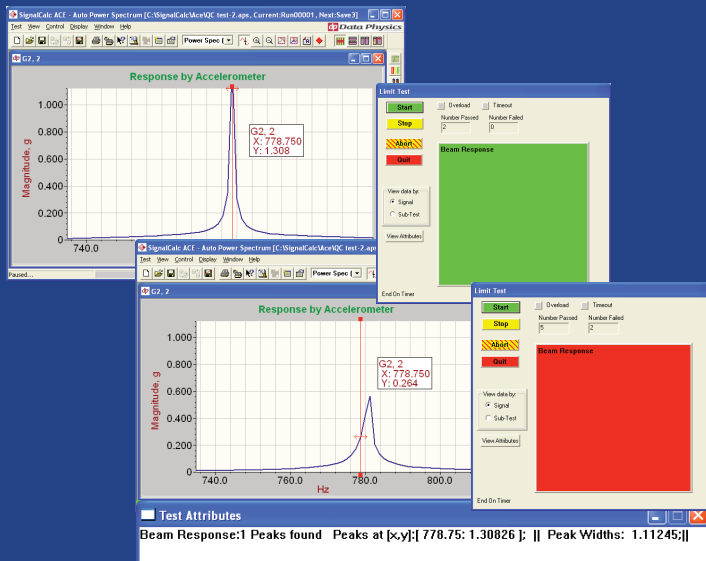 SignalCalc ACE - Auto Power Spectrum [C:\SignalCalc\Ace\QC test-2.aps, Current:Run00001, Next:Save3]
Test View Control Display Window Help
Data Physics
Power Spec (
G2, 2
Response by Accelerometer
1.000
0.800
0.600
0.400
0.200
0
Magnitude, g
G2, 2
X: 778.750
Y: 1.308
740.0
Paused...
Limit Test
Start
Stop
Abort
Quit
Overload
Timeout
Number Passed
2
Number Failed
0
Beam Response
View data by:
Signal
Sub-Test
View Attributes
End On Timer
SignalCalc ACE - Auto Power Spectrum [C:\SignalCalc\Ace\QC test-2.aps
Test View Control Display Window Help
Power Spec (
G2, 2
Response by Accelerometer
1.000
0.800
0.600
0.400
0.200
0
Magnitude, g
G2, 2
X: 778.750
Y: 0.264
740.0 760.0 780.0 800.0
Hz
Limit Test
Start
Stop
Abort
Quit
Overload
Timeout
Number Passed
5
Number Failed
2
Beam Response
View data by:
Signal
Sub-Test
View Attributes
End On Timer
Test Attributes
Beam Response:1 Peaks found Peaks at [x,y]:[ 778.75: 1.30826 ]; || Peak Widths: 1.11245;||